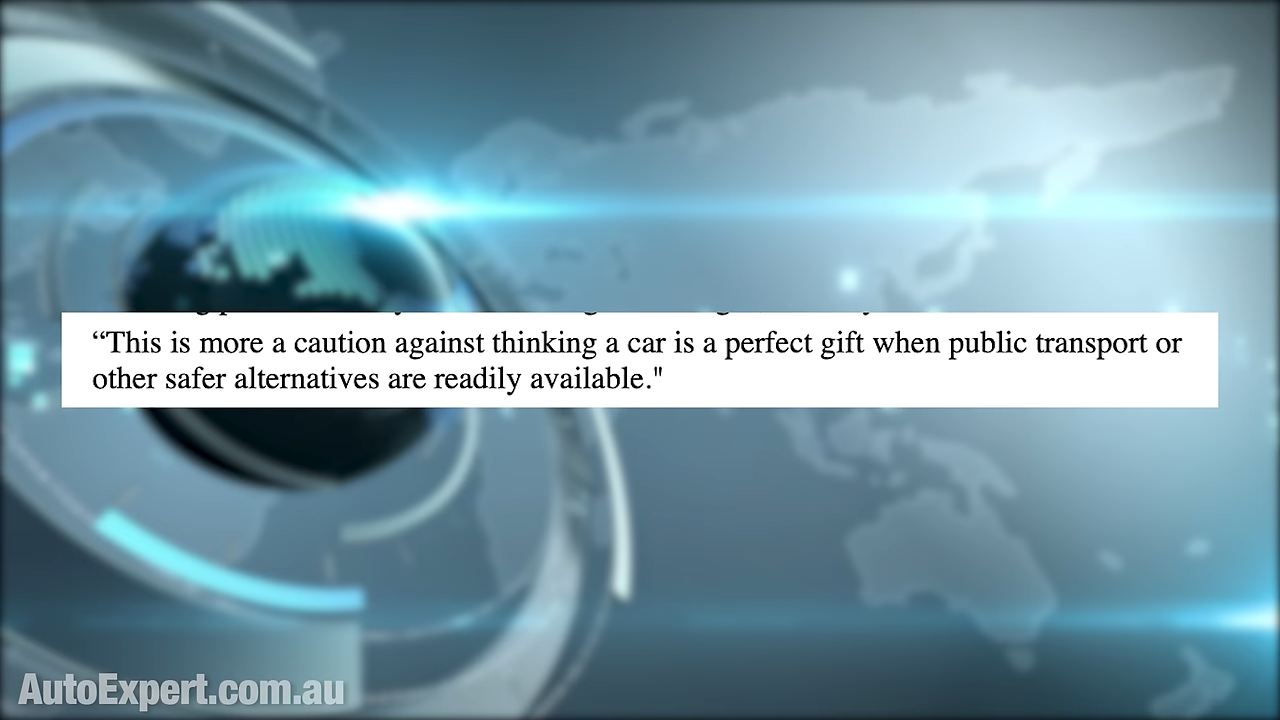 “This is more a caution against thinking a car is a perfect gift when public transport or
other safer alternatives are readily available."
AutoExpert.com.au